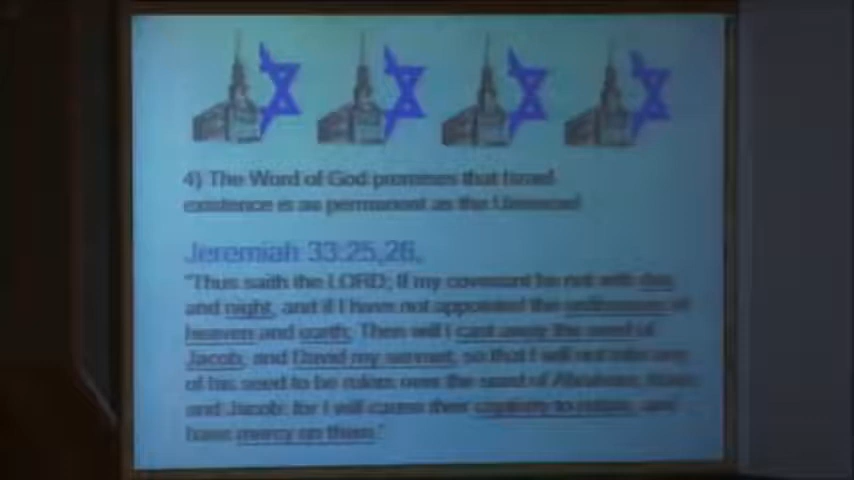 4) The Word of God promises that Israel
existence is as permanent as the Universe!
Jeremiah 33:25,26,
"Thus saith the LORD; If my covenant be not with day
and night, and if I have not appointed the ordinances of
heaven and earth; Then will I cast away the seed of
Jacob, and David my servant, so that I will not take any
of his seed to be rulers over the seed of Abraham, Isaac
and Jacob: for I will cause their captivity to return, and
have mercy on them."